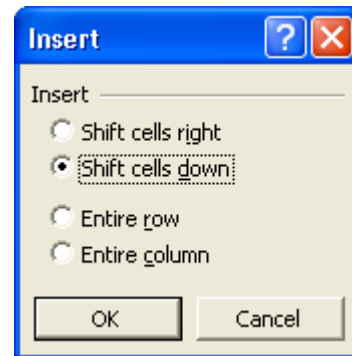 Insert
Insert
Shift cells right
Shift cells down
Entire row
Entire column
OK Cancel